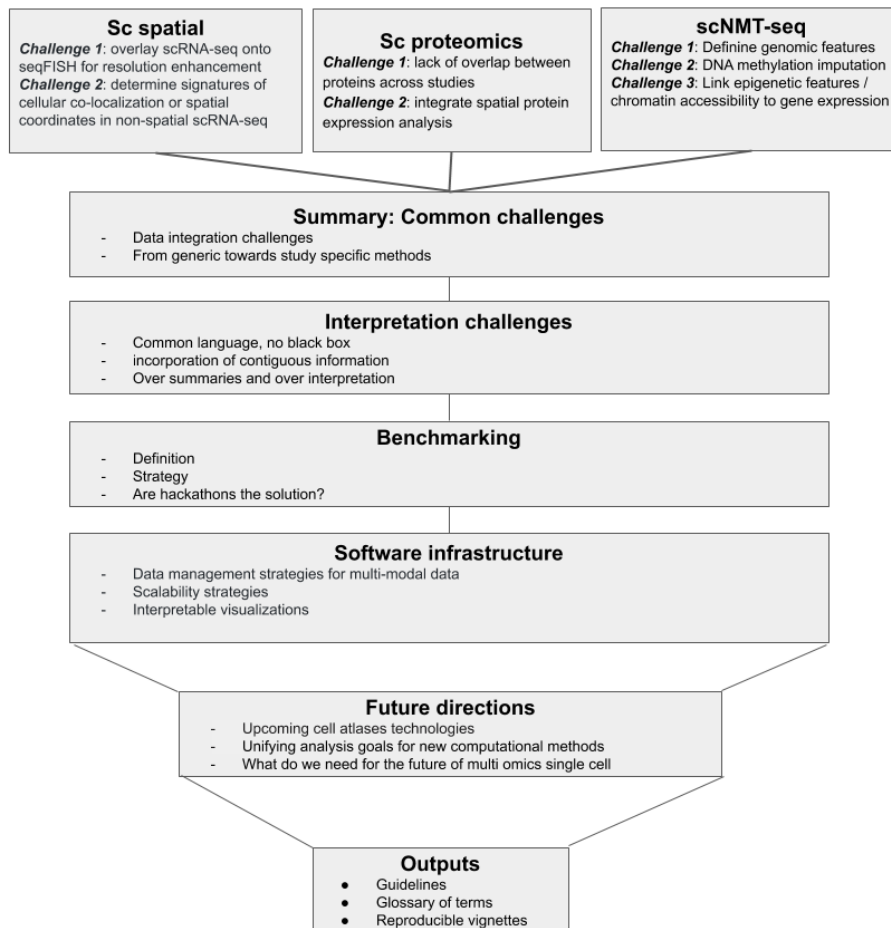 Sc spatial
Challenge 1: overlay scRNA-seq onto
seqFISH for resolution enhancement
Challenge 2: determine signatures of
cellular co-localization or spatial
coordinates in non-spatial scRNA-seq
Sc proteomics
Challenge 1: lack of overlap between
proteins across studies
Challenge 2: integrate spatial protein
expression analysis
scNMT-seq
Challenge 1: Definine genomic features
Challenge 2: DNA methylation imputation
Challenge 3: Link epigenetic features /
chromatin accessibility to gene expression
Summary: Common challenges
- Data integration challenges
- From generic towards study specific methods
Interpretation challenges
- Common language, no black box
- incorporation of contiguous information
- Over summaries and over interpretation
Benchmarking
- Definition
- Strategy
- Are hackathons the solution?
Software infrastructure
- Data management strategies for multi-modal data
- Scalability strategies
- Interpretable visualizations
Future directions
- Upcoming cell atlases technologies
- Unifying analysis goals for new computational methods
- What do we need for the future of multi omics single cell
Outputs
● Guidelines
● Glossary of terms
● Reproducible vignettes